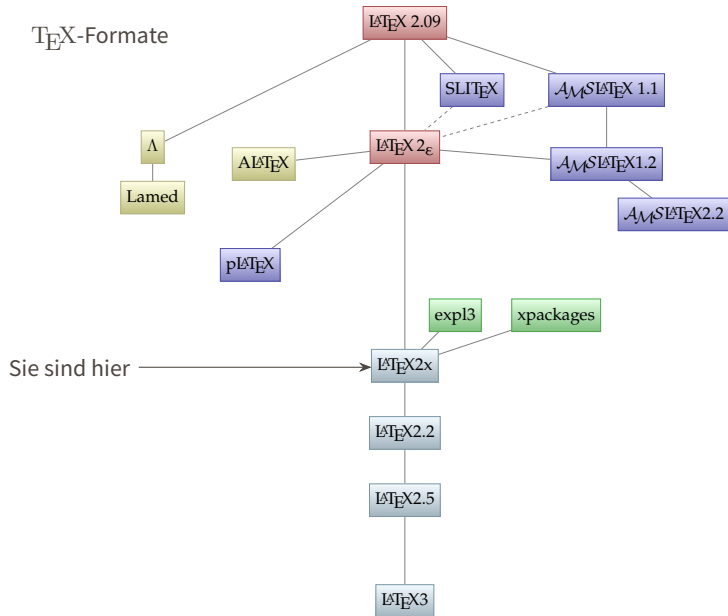 LATEX 2.09
TEX-Formate
SLITEX
AMSLATEX 1.1
Λ
ALATEX
LATEX 2ε
AMSLATEX1.2
Lamed
AMSLATEX2.2
pLATEX
expl3
xpackages
Sie sind hier
LATEX2x
LATEX2.2
LATEX2.5
LATEX3